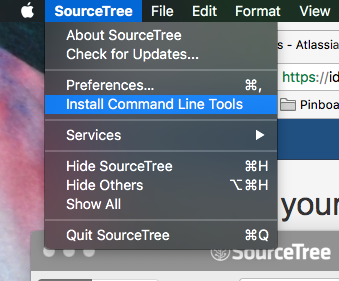 SourceTree File Edit Format View
About SourceTree
Check for Updates...
s - Atlassia
Preferences... ⌘,
https://id
Install Command Line Tools
Pinboa
Services
Hide SourceTree ⌘H
Hide Others ⌥⌘H
Show All
your
Quit SourceTree ⌘Q
SourceTree